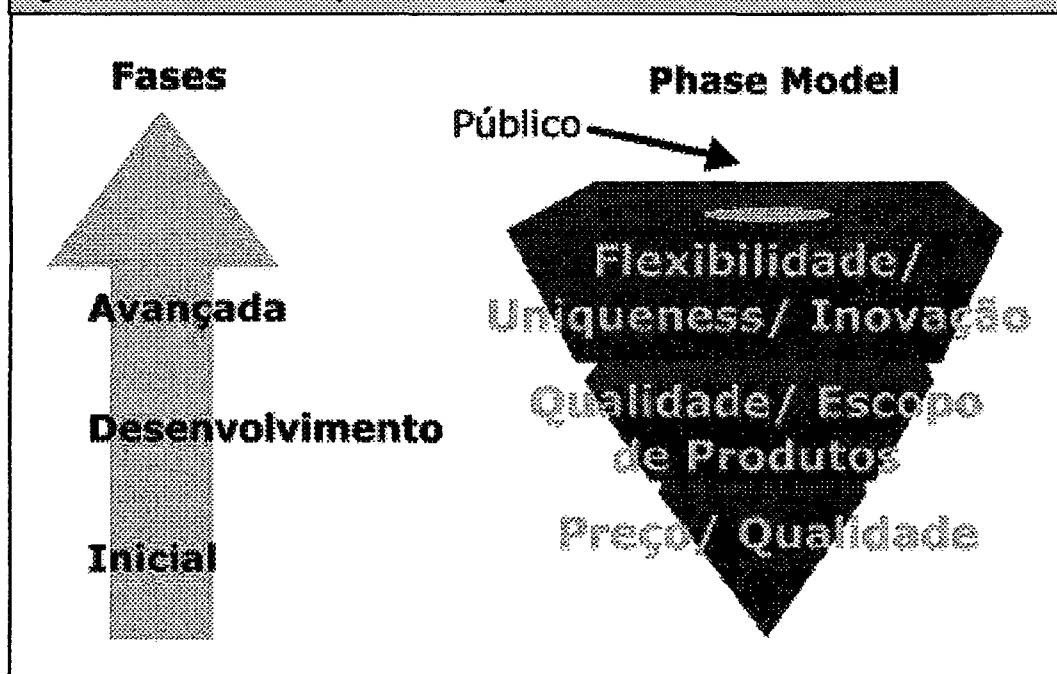 Fases
Phase Model
Público
Flexibilidade/
Uniqueness/ Inovação
Avançada
Qualidade/ Escopo
de Produtos
Desenvolvimento
Preço/ Qualidade
Inicial